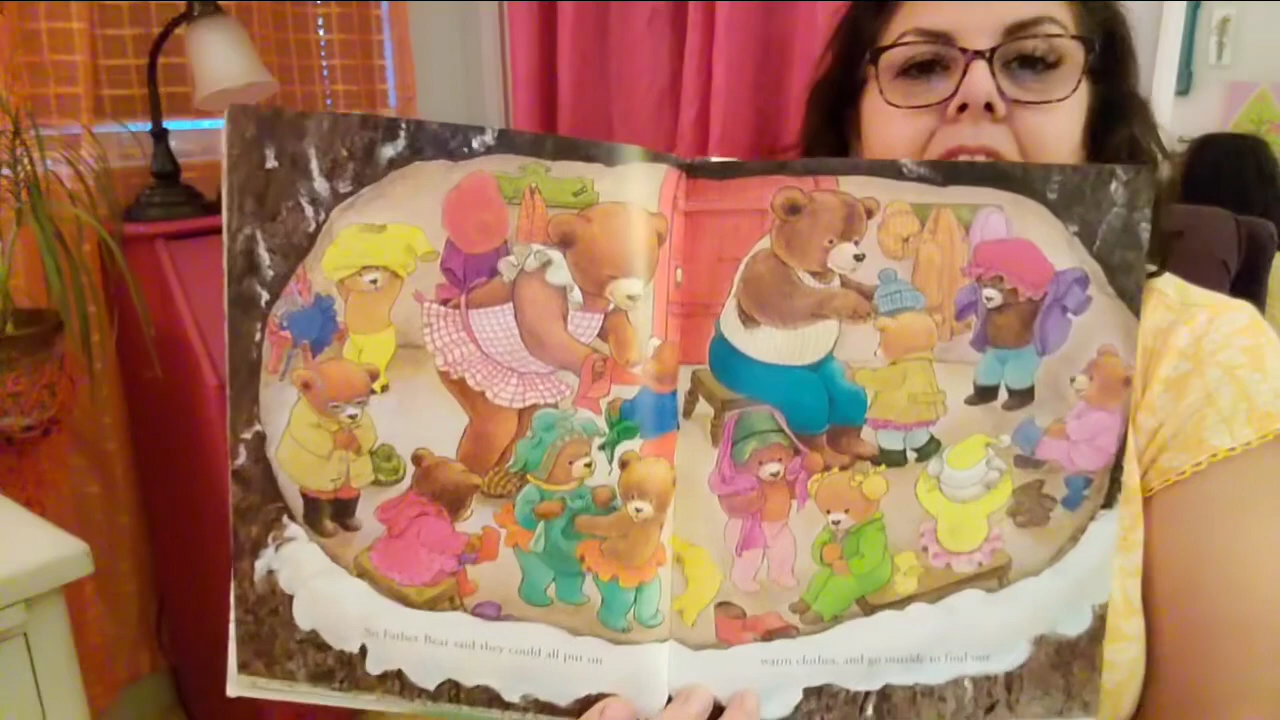 So Father Bear said they could all put on
warm clothes, and go outside to find out.